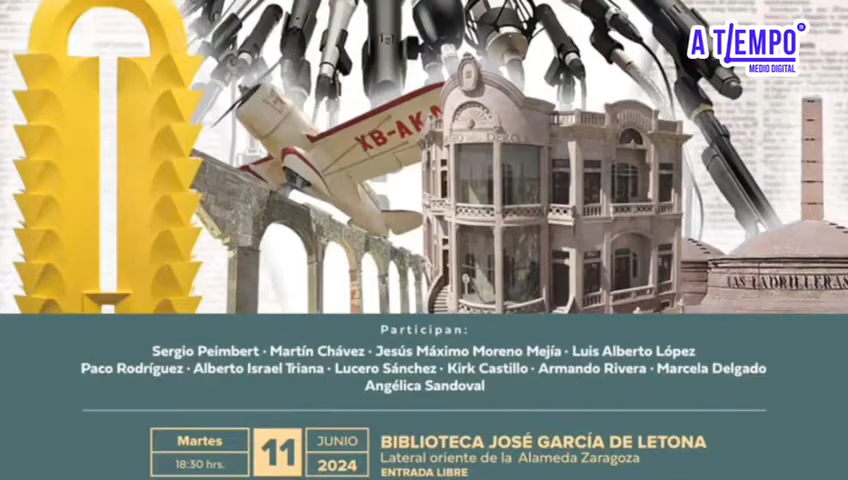 A TIEMPO
MEDIO DIGITAL
XB-AKA
LAS LADRILLERAS
Participan:
Sergio Peimbert · Martín Chávez · Jesús Máximo Moreno Mejía · Luis Alberto López
Paco Rodríguez · Alberto Israel Triana · Lucero Sánchez · Kirk Castillo · Armando Rivera · Marcela Delgado
Angélica Sandoval
Martes
18:30 hrs.
11
JUNIO
2024
BIBLIOTECA JOSÉ GARCÍA DE LETONA
Lateral oriente de la Alameda Zaragoza
ENTRADA LIBRE